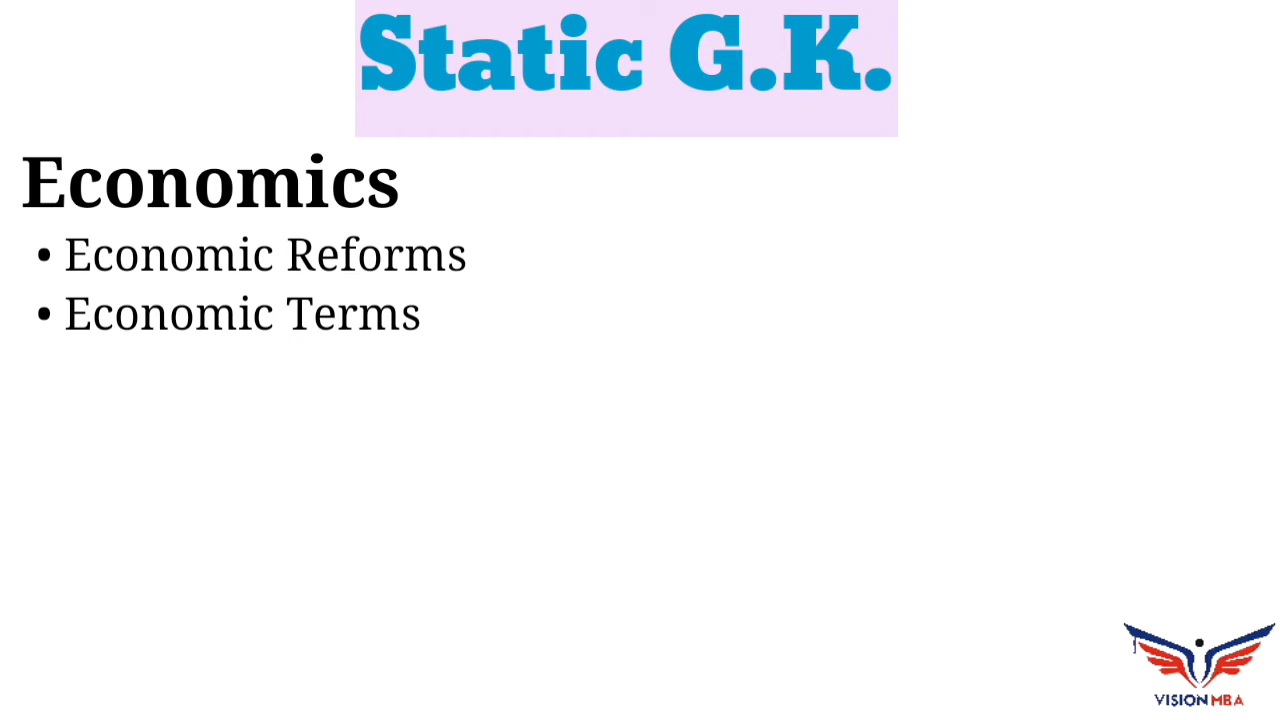 Static G.K.
Economics
• Economic Reforms
• Economic Terms
VISION MBA